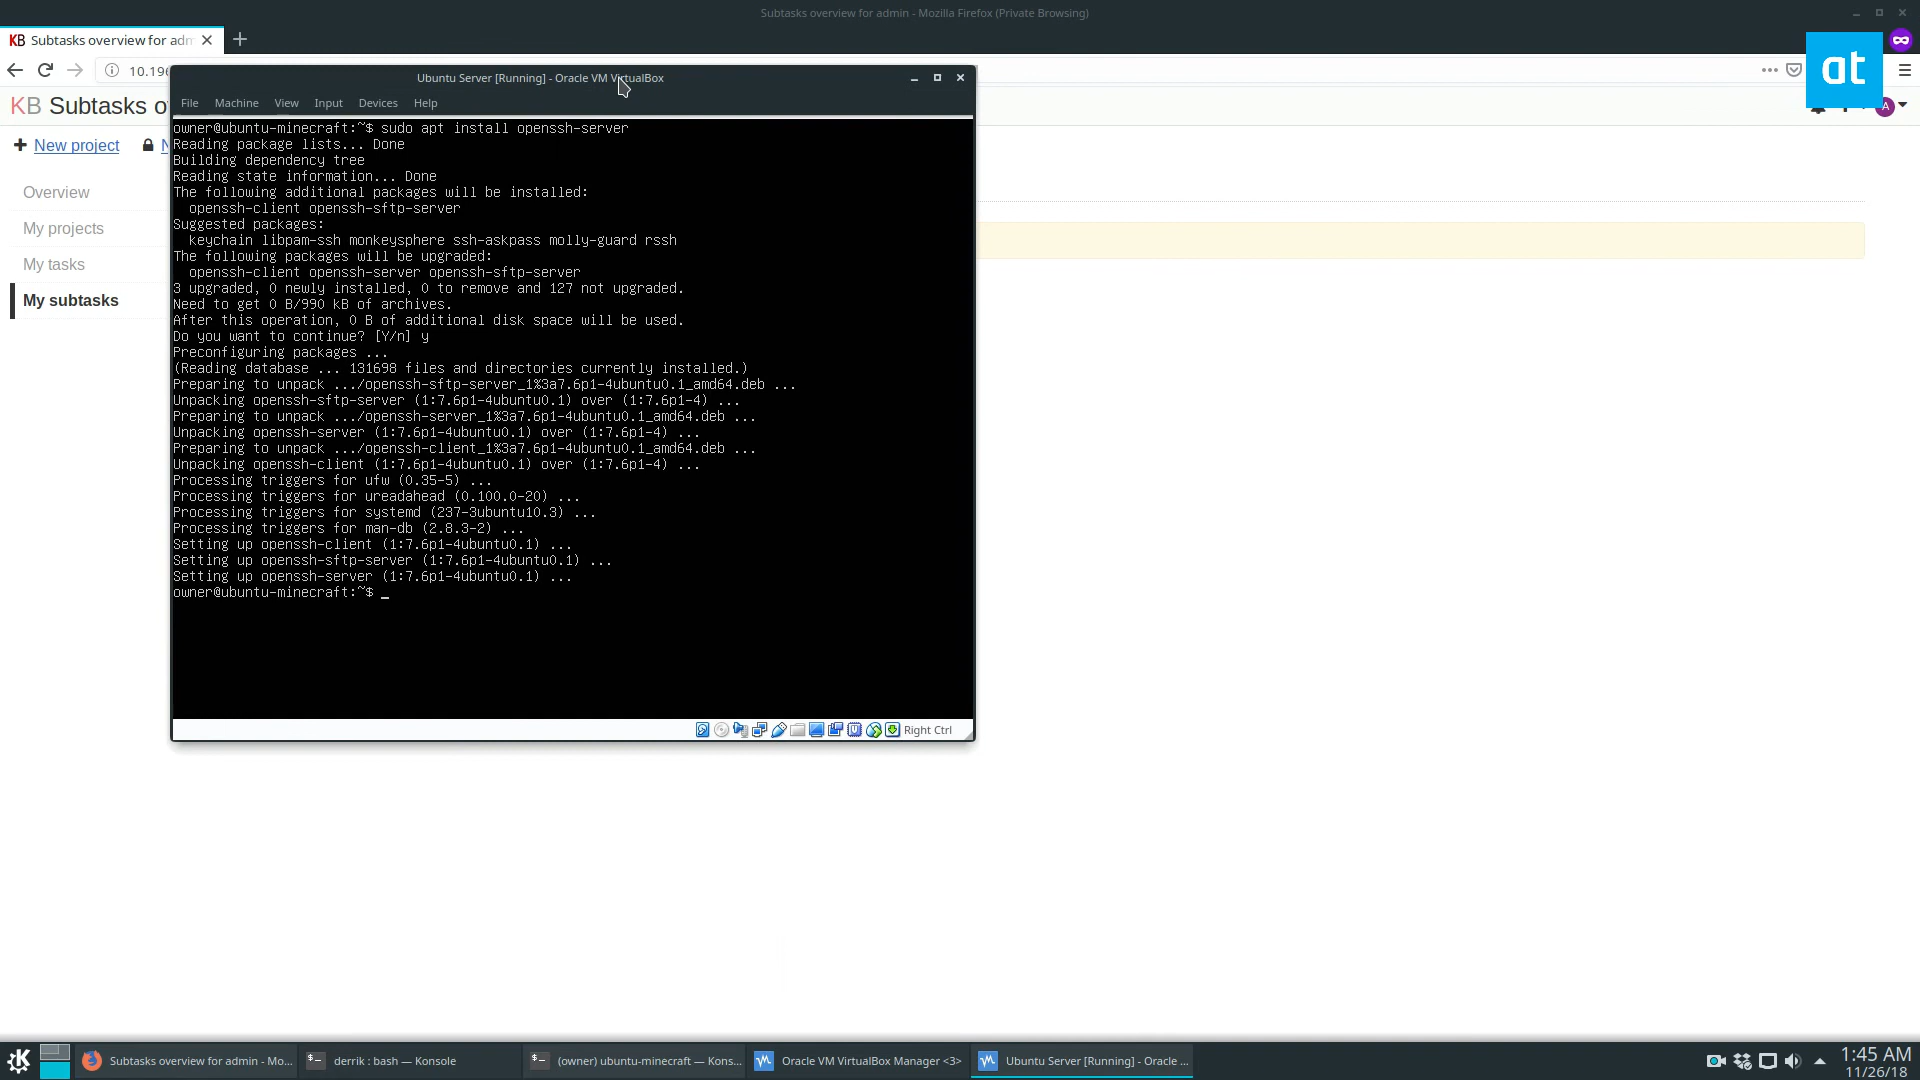 Subtasks overview for admin - Mozilla Firefox (Private Browsing)
KB Subtasks overview for adm
10.196
at
KB Subtasks o
A
New project
Overview
My projects
My tasks
My subtasks
Ubuntu Server [Running] - Oracle VM VirtualBox
File Machine View Input Devices Help
owner@ubuntu-minecraft:~$ sudo apt install openssh-server
Reading package lists... Done
Building dependency tree
Reading state information... Done
The following additional packages will be installed:
openssh-client openssh-sftp-server
Suggested packages:
keychain libpam-ssh monkeysphere ssh-askpass molly-guard rssh
The following packages will be upgraded:
openssh-client openssh-server openssh-sftp-server
3 upgraded, 0 newly installed, 0 to remove and 127 not upgraded.
Need to get 0 B/990 kB of archives.
After this operation, 0 B of additional disk space will be used.
Do you want to continue? [Y/n] y
Preconfiguring packages ...
(Reading database ... 131698 files and directories currently installed.)
Preparing to unpack .../openssh-sftp-server_1%3a7.6p1-4ubuntu0.1_amd64.deb ...
Unpacking openssh-sftp-server (1:7.6p1-4ubuntu0.1) over (1:7.6p1-4) ...
Preparing to unpack .../openssh-server_1%3a7.6p1-4ubuntu0.1_amd64.deb ...
Unpacking openssh-server (1:7.6p1-4ubuntu0.1) over (1:7.6p1-4) ...
Preparing to unpack .../openssh-client_1%3a7.6p1-4ubuntu0.1_amd64.deb ...
Unpacking openssh-client (1:7.6p1-4ubuntu0.1) over (1:7.6p1-4) ...
Processing triggers for ufw (0.35-5) ...
Processing triggers for ureadahead (0.100.0-20) ...
Processing triggers for systemd (237-3ubuntu10.3) ...
Processing triggers for man-db (2.8.3-2) ...
Setting up openssh-client (1:7.6p1-4ubuntu0.1) ...
Setting up openssh-sftp-server (1:7.6p1-4ubuntu0.1) ...
Setting up openssh-server (1:7.6p1-4ubuntu0.1) ...
owner@ubuntu-minecraft:~$ _
Right Ctrl
Subtasks overview for admin - Mo... derrik : bash — Konsole (owner) ubuntu-minecraft — Kons... Oracle VM VirtualBox Manager <3> Ubuntu Server [Running] - Oracle ... 1:45 AM
11/26/18